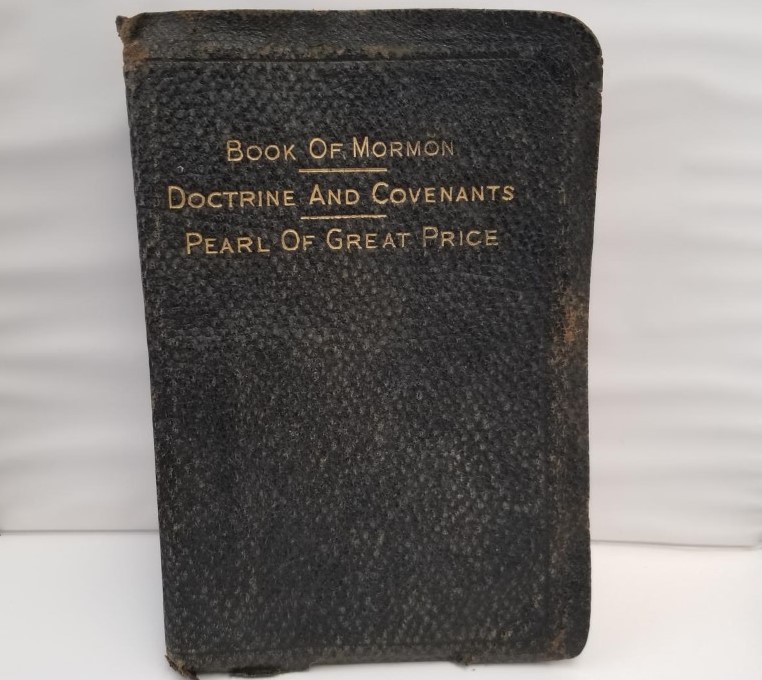 Book Of Mormon
Doctrine And Covenants
Pearl Of Great Price